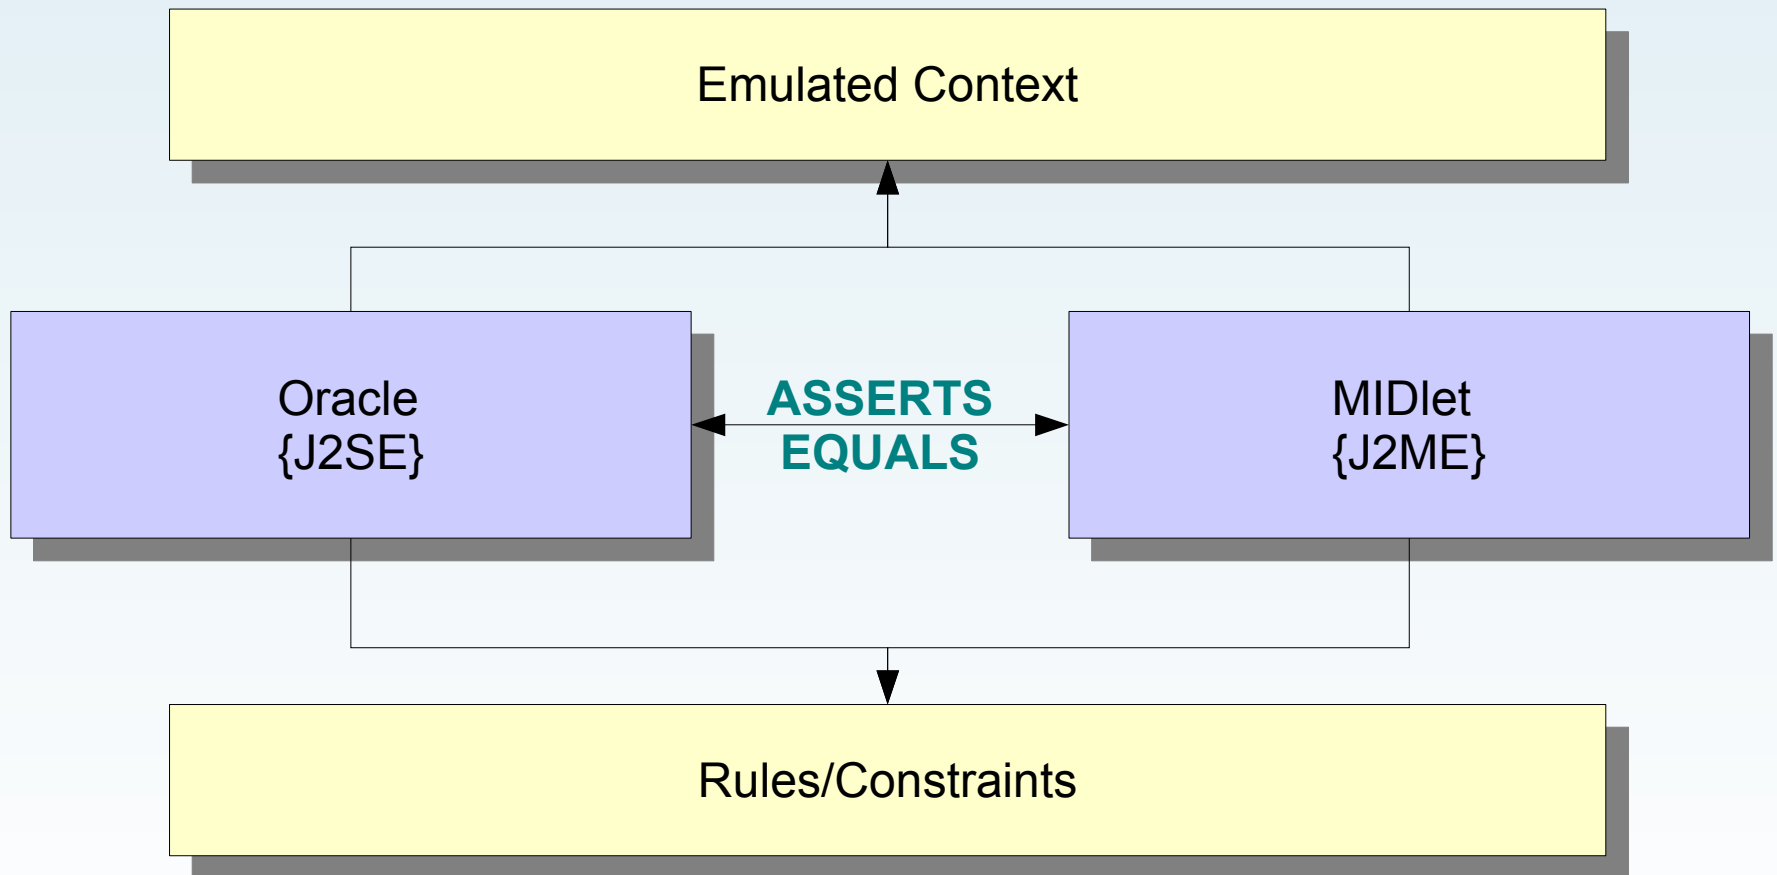 Emulated Context
Oracle
{J2SE}
ASSERTS
EQUALS
MIDlet
{J2ME}
Rules/Constraints